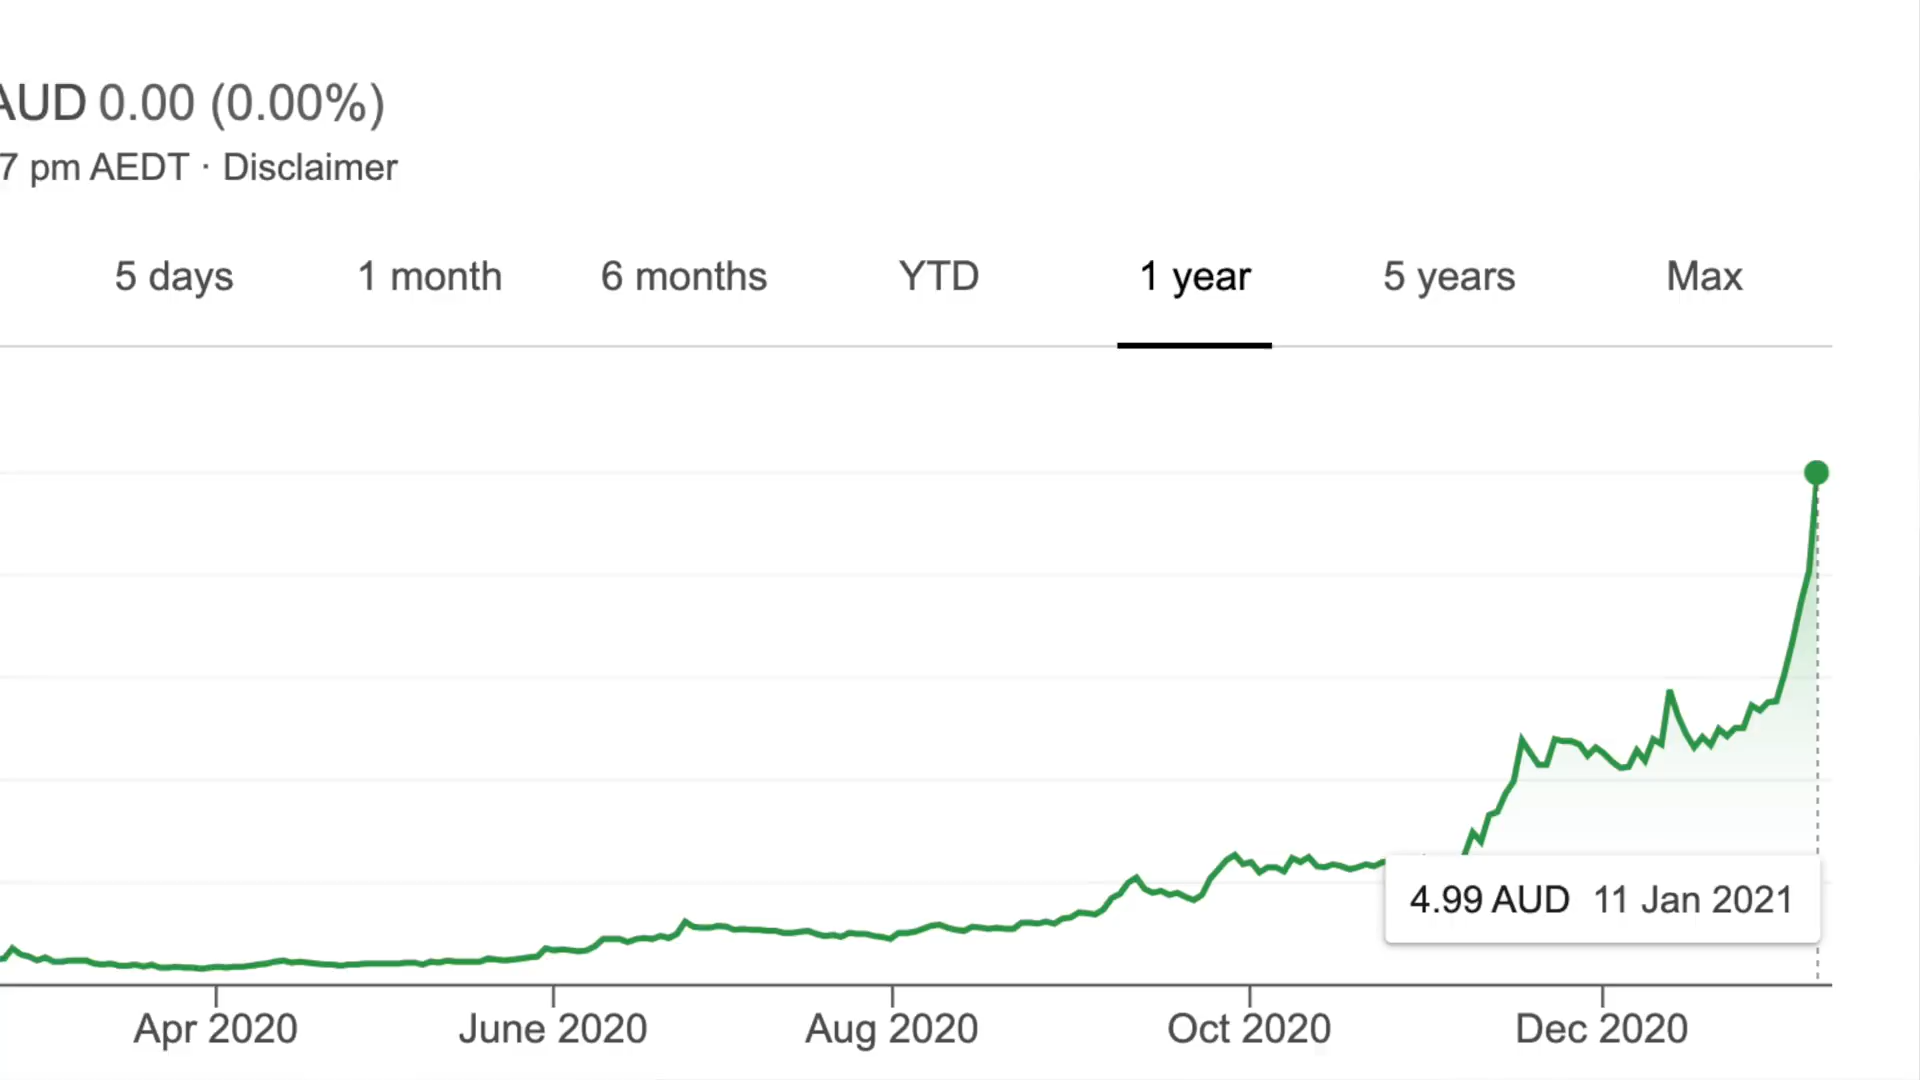 AUD 0.00 (0.00%)
7 pm AEDT · Disclaimer
5 days 1 month 6 months YTD 1 year 5 years Max
4.99 AUD 11 Jan 2021
Apr 2020 June 2020 Aug 2020 Oct 2020 Dec 2020